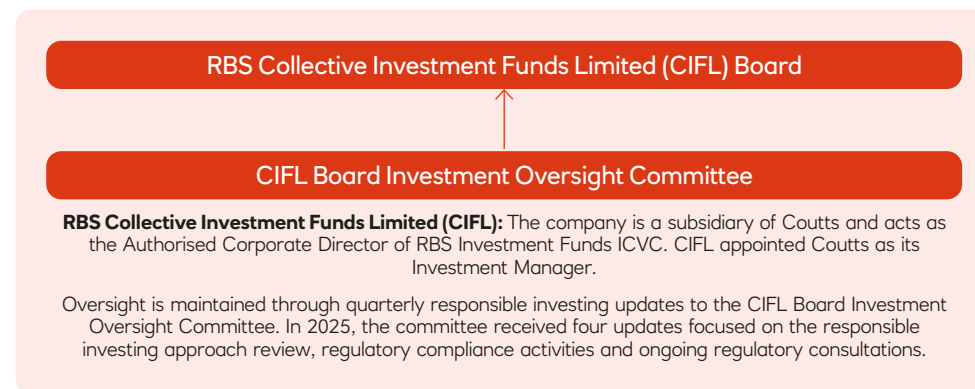 RBS Collective Investment Funds Limited (CIFL) Board
CIFL Board Investment Oversight Committee
RBS Collective Investment Funds Limited (CIFL): The company is a subsidiary of Coutts and acts as
the Authorised Corporate Director of RBS Investment Funds ICVC. CIFL appointed Coutts as its
Investment Manager.
Oversight is maintained through quarterly responsible investing updates to the CIFL Board Investment
Oversight Committee. In 2025, the committee received four updates focused on the responsible
investing approach review, regulatory compliance activities and ongoing regulatory consultations.